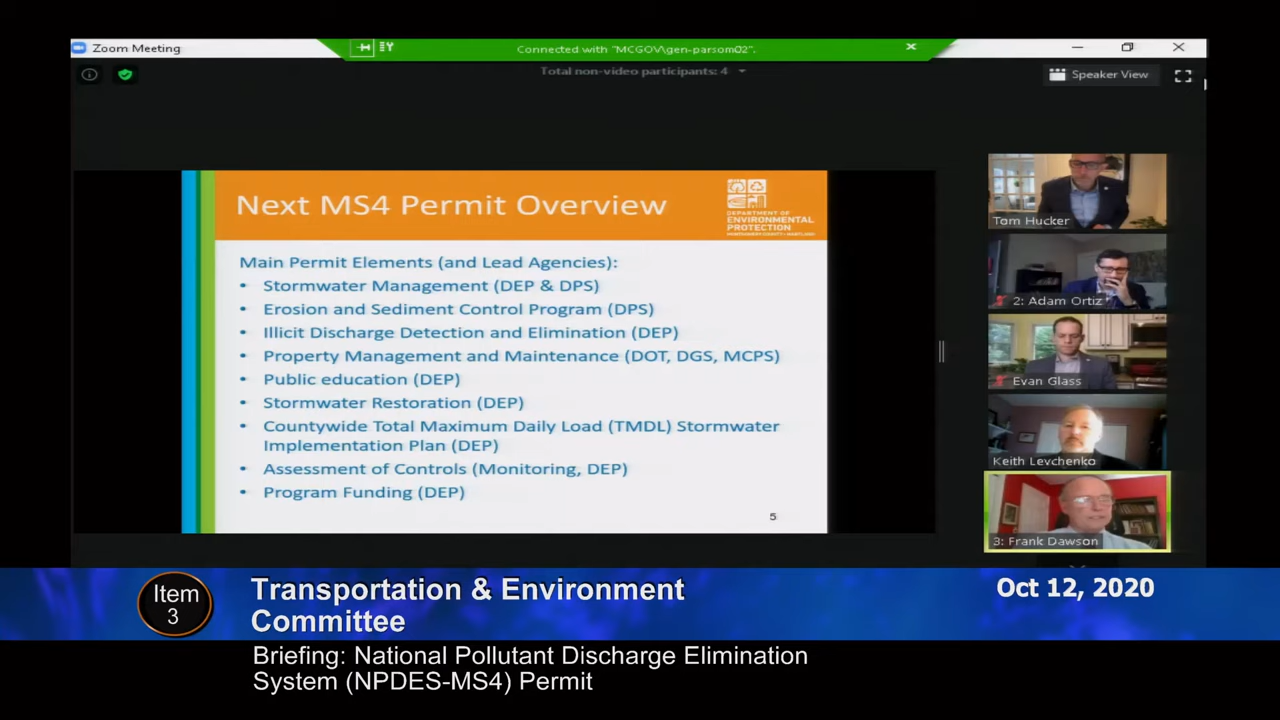 Zoom Meeting
Connected with "MCGOV\gen-parsom02".
Total non-video participants: 4
Speaker View
Next MS4 Permit Overview
DEPARTMENT OF
ENVIRONMENTAL
PROTECTION
MONTGOMERY COUNTY • MARYLAND
Main Permit Elements (and Lead Agencies):
• Stormwater Management (DEP & DPS)
• Erosion and Sediment Control Program (DPS)
• Illicit Discharge Detection and Elimination (DEP)
• Property Management and Maintenance (DOT, DGS, MCPS)
• Public education (DEP)
• Stormwater Restoration (DEP)
• Countywide Total Maximum Daily Load (TMDL) Stormwater
Implementation Plan (DEP)
• Assessment of Controls (Monitoring, DEP)
• Program Funding (DEP)
5
Tom Hucker
2: Adam Ortiz
Evan Glass
Keith Levchenko
3: Frank Dawson
Item
3
Transportation & Environment
Committee
Oct 12, 2020
Briefing: National Pollutant Discharge Elimination
System (NPDES-MS4) Permit